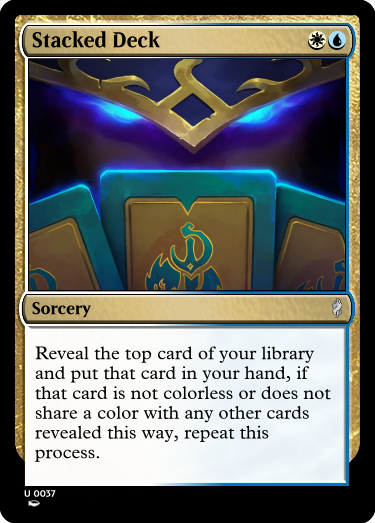 Stacked Deck
Sorcery
Reveal the top card of your library
and put that card in your hand, if
that card is not colorless or does not
share a color with any other cards
revealed this way, repeat this
process.
U 0037